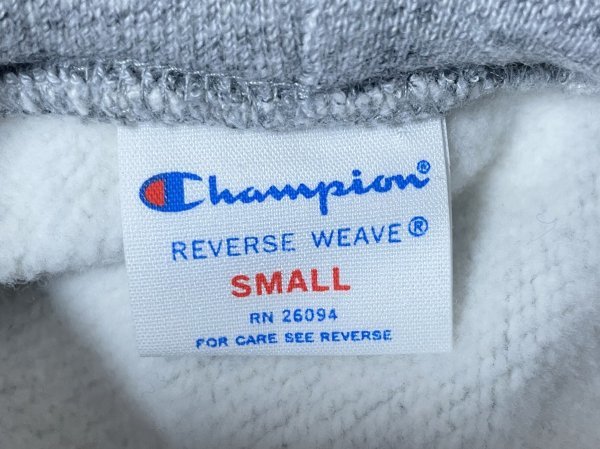 Champion®
REVERSE WEAVE®
SMALL
RN 26094
FOR CARE SEE REVERSE